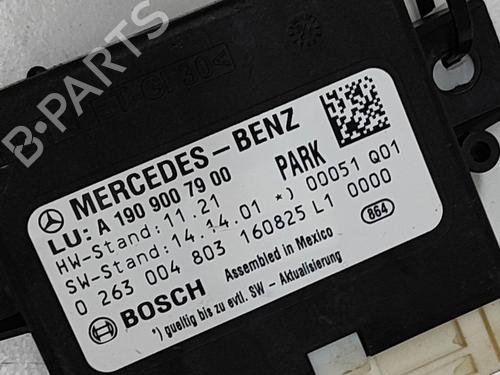 B-PARTS
MERCEDES-BENZ
LU: A 190 900 79 00 PARK
HW-Stand: 11.21
SW-Stand: 14.14.01 *) 00051 Q01
0 263 004 803 160825 L1 0000
BOSCH Assembled in Mexico 864
*) gueltig bis zu evtl. SW - Aktualisierung